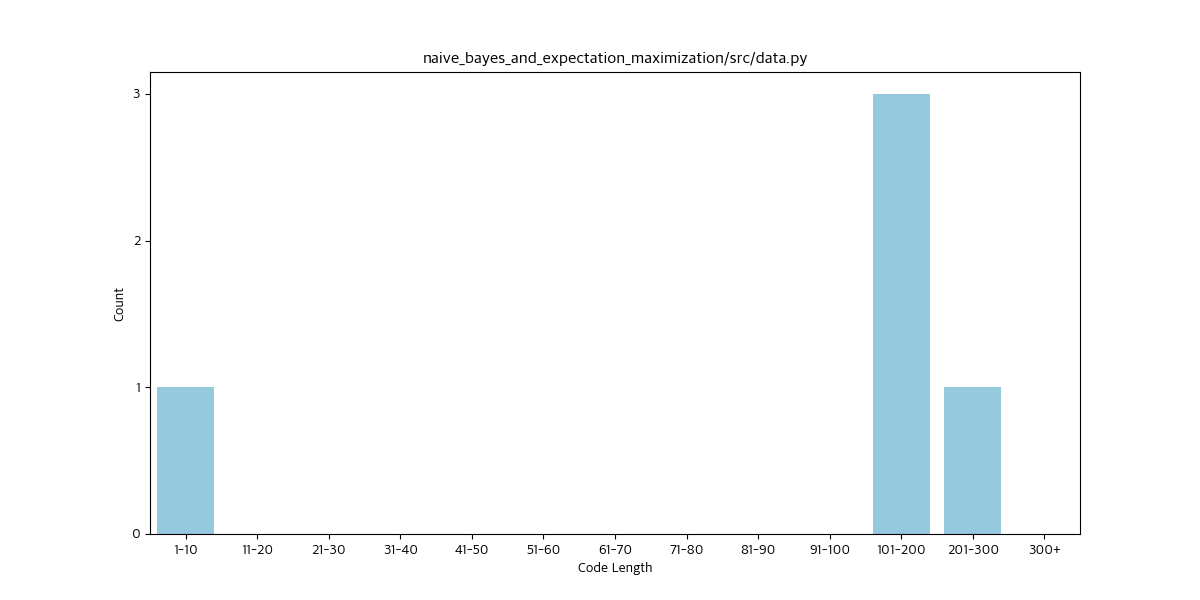 naive_bayes_and_expectation_maximization/src/data.py
3
2
1
0
Count
1-10 11-20 21-30 31-40 41-50 51-60 61-70 71-80 81-90 91-100 101-200 201-300 300+
Code Length